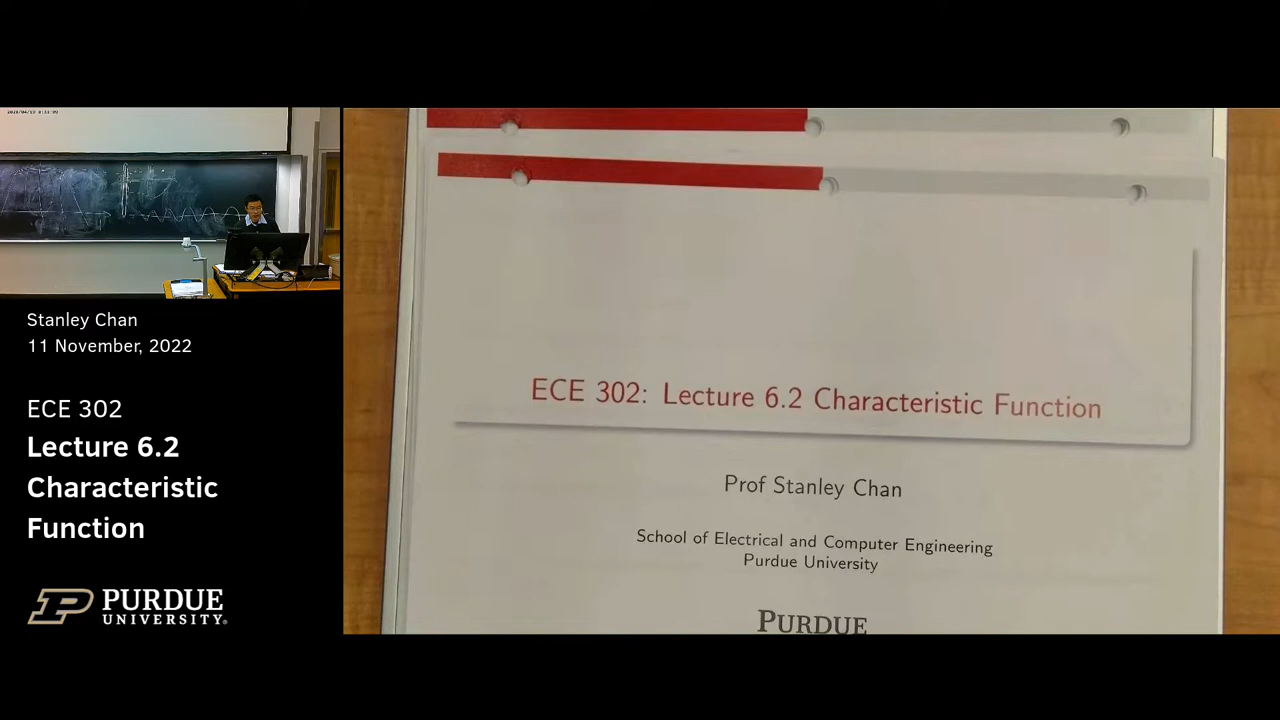 Stanley Chan
11 November, 2022
ECE 302
Lecture 6.2
Characteristic
Function
PURDUE
UNIVERSITY®
ECE 302: Lecture 6.2 Characteristic Function
Prof Stanley Chan
School of Electrical and Computer Engineering
Purdue University
PURDUE